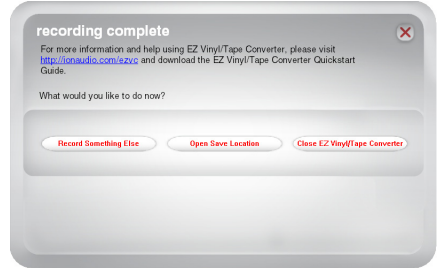 recording complete
For more information and help using EZ Vinyl/Tape Converter, please visit
http://ionaudio.com/ezvc and download the EZ Vinyl/Tape Converter Quickstart
Guide.
What would you like to do now?
Record Something Else
Open Save Location
Close EZ Vinyl/Tape Converter